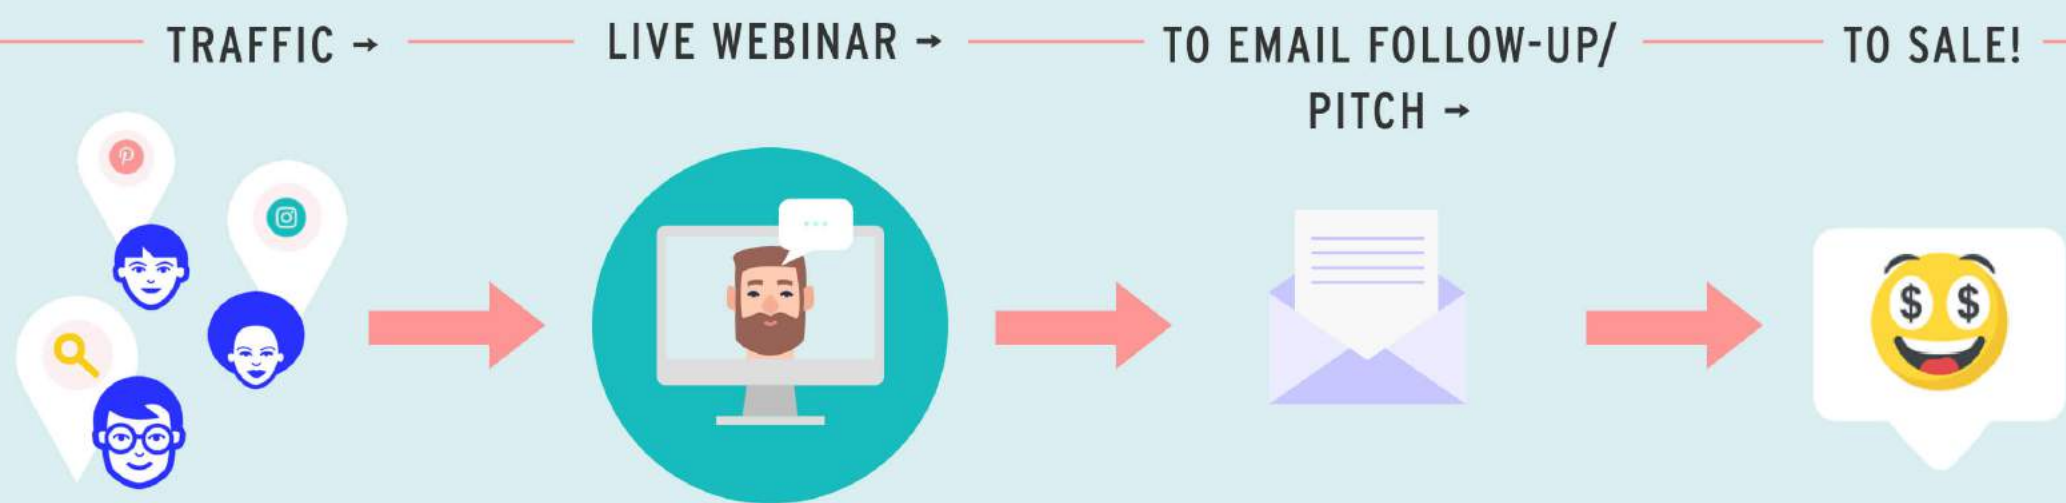 TRAFFIC →
LIVE WEBINAR →
TO EMAIL FOLLOW-UP/
PITCH →
TO SALE!
...
$ $